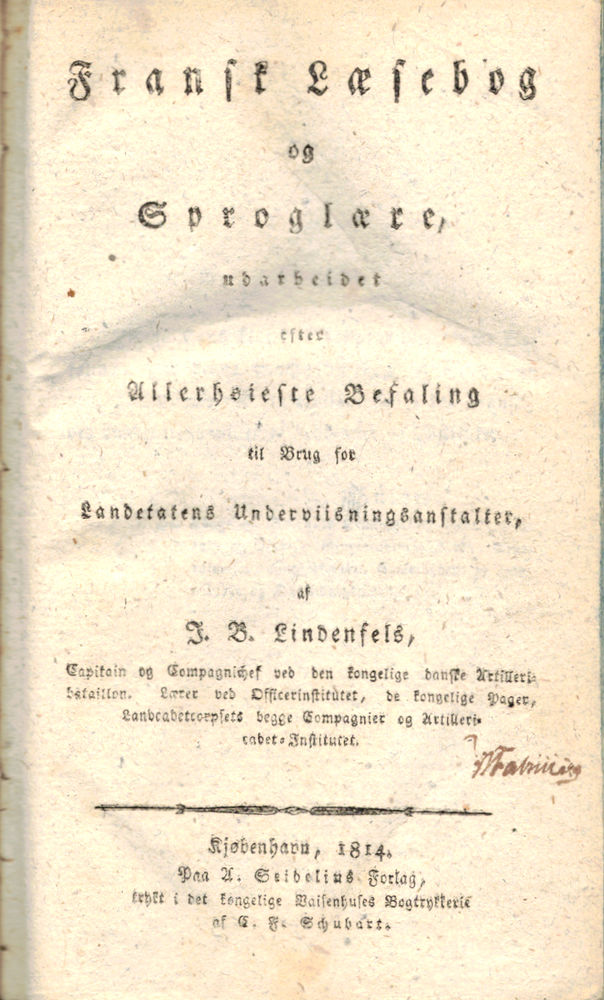 Fransk Læsebog
og
Sproglære,
udarbeidet
efter
Allerhøieste Befaling
til Brug for
Landetatens Underviisningsanstalter,
af
J. B. Lindenfels,
Capitain og Compagnichef ved den kongelige danske Artilleri-
bataillon. Lærer ved Officerinstitutet, de kongelige Pager,
Landcadetcorpsets begge Compagnier og Artilleri-
cadet-Institutet.
Kjøbenhavn, 1814.
Paa A. Seidelins Forlag,
trykt i det kongelige Vaisenhuses Bogtrykkerie
af C. F. Schubart.